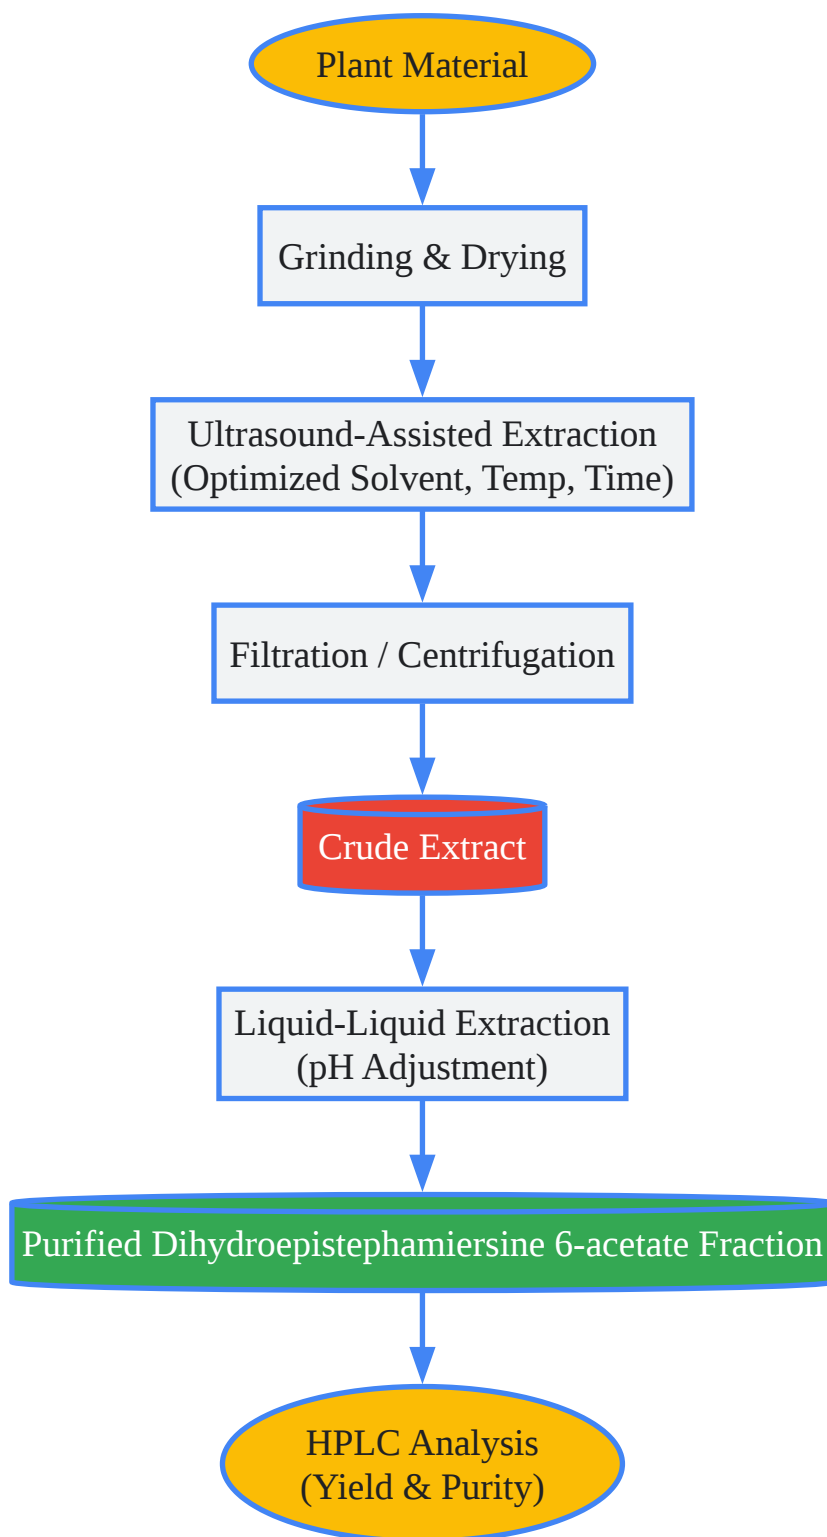 Plant Material
Grinding & Drying
Ultrasound-Assisted Extraction
(Optimized Solvent, Temp, Time)
Filtration / Centrifugation
Crude Extract
Liquid-Liquid Extraction
(pH Adjustment)
Purified Dihydroepistephamiersine 6-acetate Fraction
HPLC Analysis
(Yield & Purity)